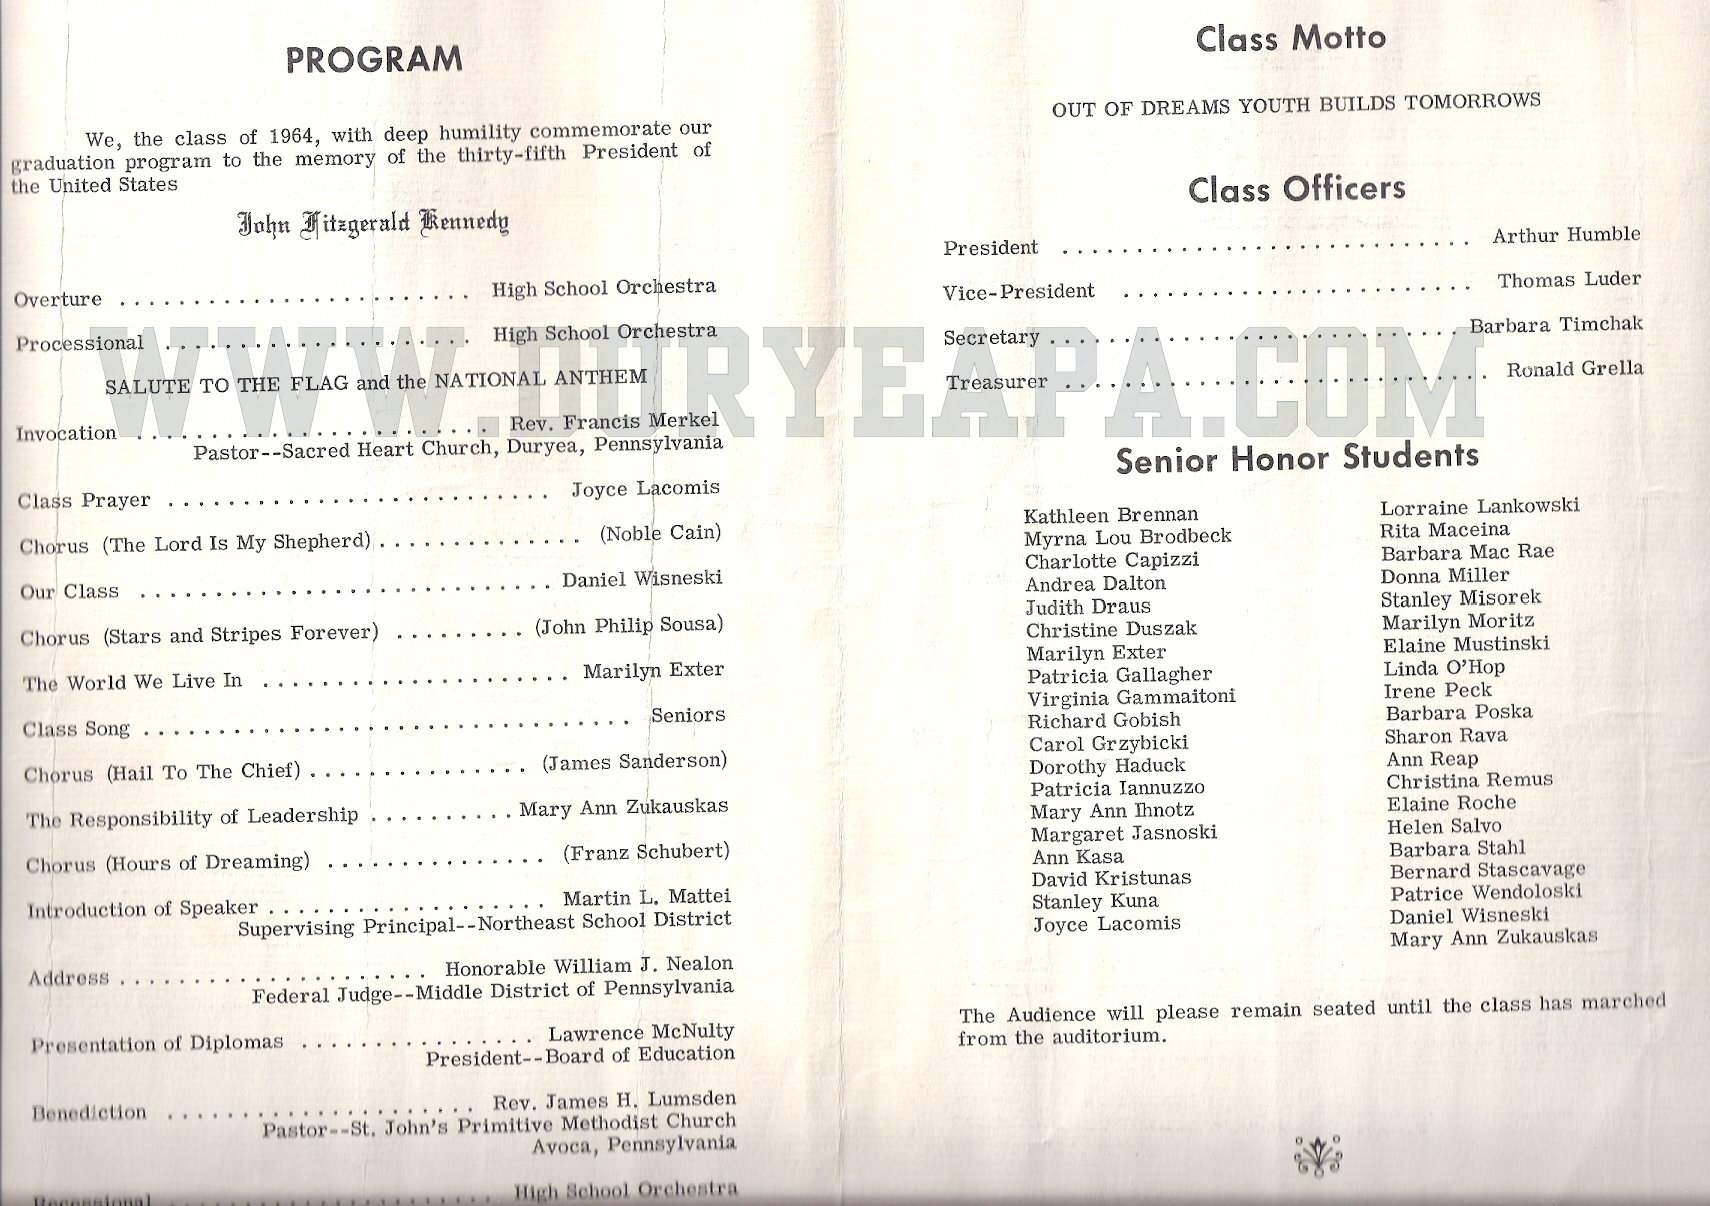 PROGRAM
We, the class of 1964, with deep humility commemorate our
graduation program to the memory of the thirty-fifth President of
the United States
John Fitzgerald Kennedy
Overture ........................ High School Orchestra
Processional ..................... High School Orchestra
SALUTE TO THE FLAG and the NATIONAL ANTHEM
Invocation ........................ Rev. Francis Merkel
Pastor--Sacred Heart Church, Duryea, Pennsylvania
Class Prayer .......................... Joyce Lacomis
Chorus (The Lord Is My Shepherd) .............. (Noble Cain)
Our Class ............................ Daniel Wisneski
Chorus (Stars and Stripes Forever) ......... (John Philip Sousa)
The World We Live In ..................... Marilyn Exter
Class Song ................................. Seniors
Chorus (Hail To The Chief) ............... (James Sanderson)
The Responsibility of Leadership .......... Mary Ann Zukauskas
Chorus (Hours of Dreaming) ............... (Franz Schubert)
Introduction of Speaker ................... Martin L. Mattei
Supervising Principal--Northeast School District
Address ..................... Honorable William J. Nealon
Federal Judge--Middle District of Pennsylvania
Presentation of Diplomas ................ Lawrence McNulty
President--Board of Education
Benediction ..................... Rev. James H. Lumsden
Pastor--St. John's Primitive Methodist Church
Avoca, Pennsylvania
Recessional ...................... High School Orchestra
Class Motto
OUT OF DREAMS YOUTH BUILDS TOMORROWS
Class Officers
President ............................ Arthur Humble
Vice-President ........................ Thomas Luder
Secretary ............................ Barbara Timchak
Treasurer ............................. Ronald Grella
Senior Honor Students
Kathleen Brennan
Myrna Lou Brodbeck
Charlotte Capizzi
Andrea Dalton
Judith Draus
Christine Duszak
Marilyn Exter
Patricia Gallagher
Virginia Gammaitoni
Richard Gobish
Carol Grzybicki
Dorothy Haduck
Patricia Iannuzzo
Mary Ann Ihnotz
Margaret Jasnoski
Ann Kasa
David Kristunas
Stanley Kuna
Joyce Lacomis
Lorraine Lankowski
Rita Maceina
Barbara Mac Rae
Donna Miller
Stanley Misorek
Marilyn Moritz
Elaine Mustinski
Linda O'Hop
Irene Peck
Barbara Poska
Sharon Rava
Ann Reap
Christina Remus
Elaine Roche
Helen Salvo
Barbara Stahl
Bernard Stascavage
Patrice Wendoloski
Daniel Wisneski
Mary Ann Zukauskas
The Audience will please remain seated until the class has marched
from the auditorium.
WWW.DURYEAPA.COM